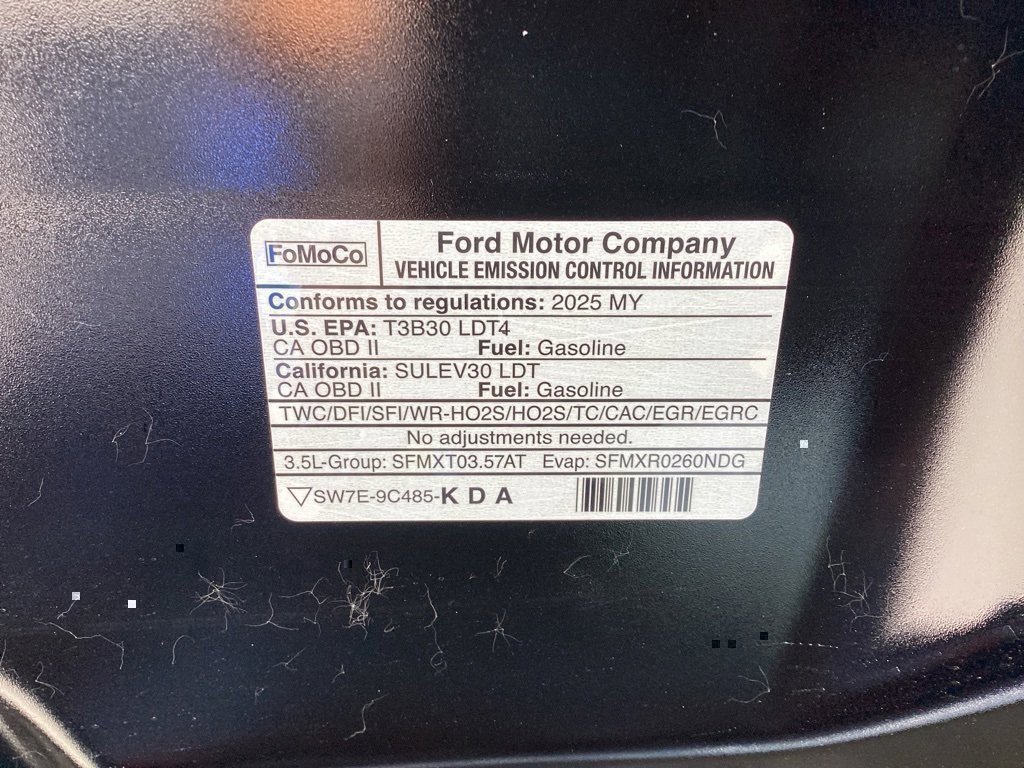 FoMoCo
Ford Motor Company
VEHICLE EMISSION CONTROL INFORMATION
Conforms to regulations: 2025 MY
U.S. EPA: T3B30 LDT4
CA OBD II Fuel: Gasoline
California: SULEV30 LDT
CA OBD II Fuel: Gasoline
TWC/DFI/SFI/WR-HO2S/HO2S/TC/CAC/EGR/EGRC
No adjustments needed.
3.5L-Group: SFMXT03.57AT Evap: SFMXR0260NDG
SW7E-9C485-K D A